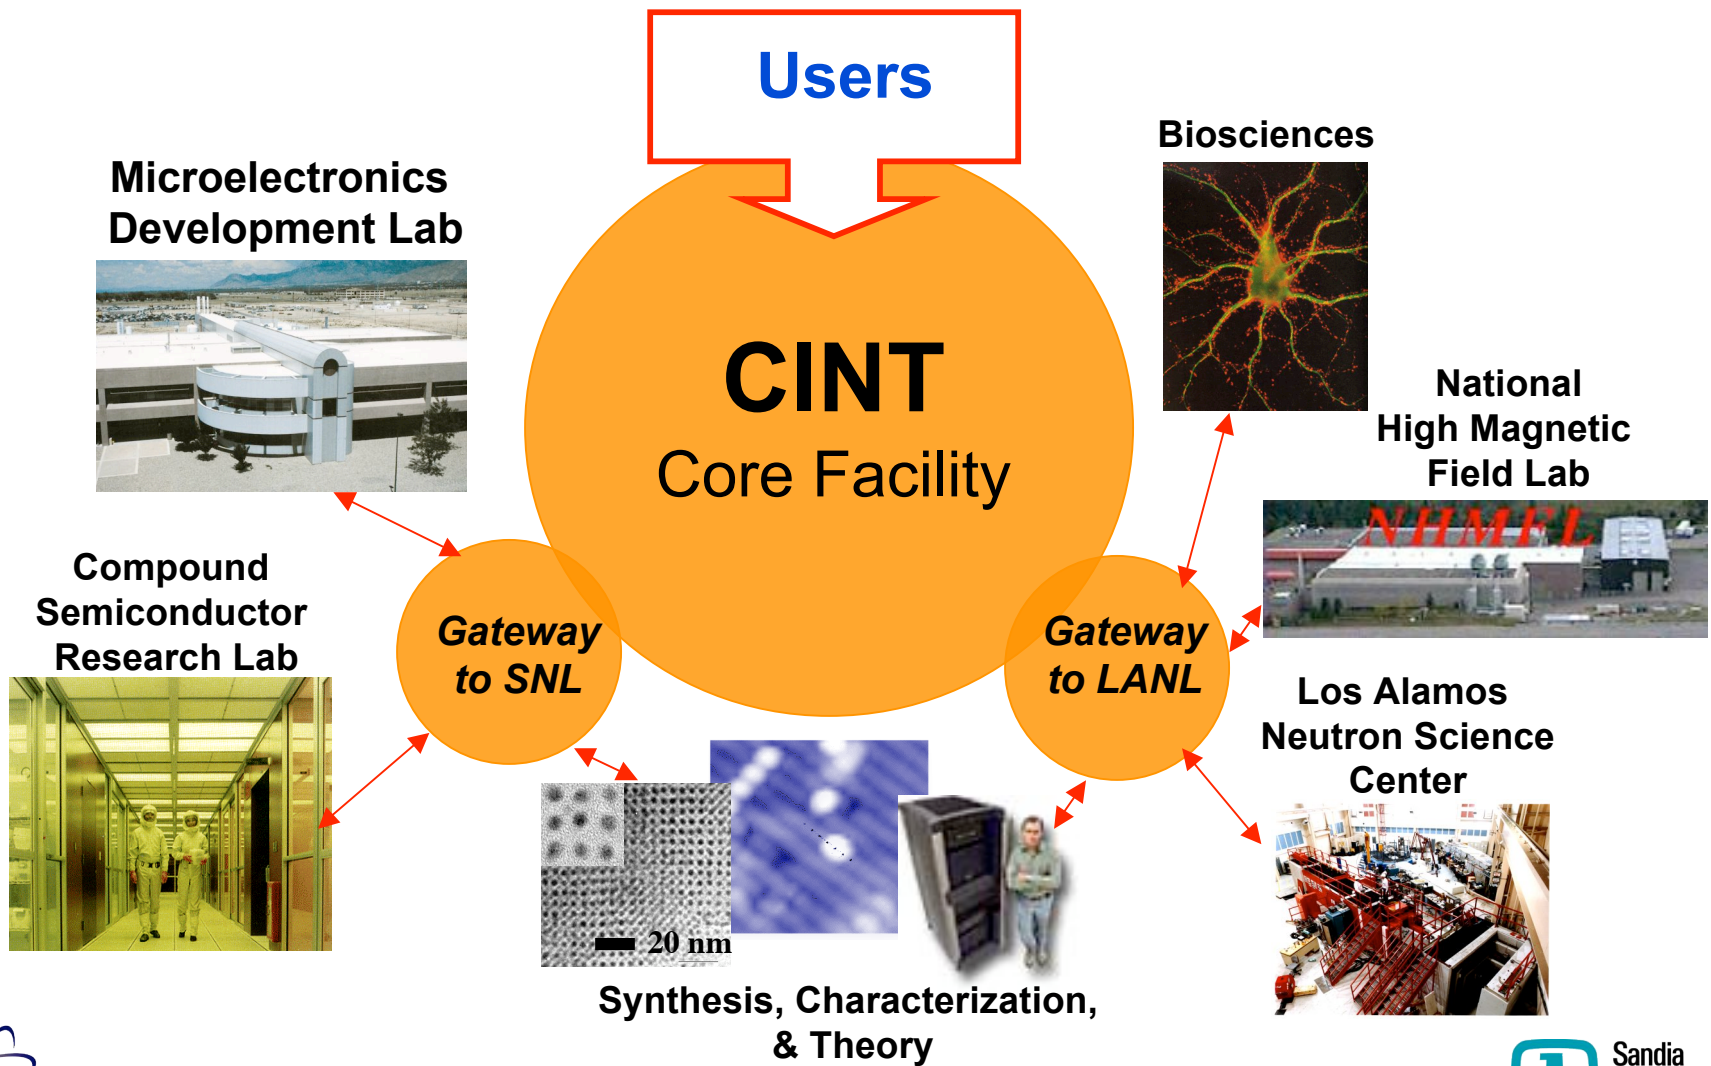 Users
Biosciences
Microelectronics
Development Lab
CINT
Core Facility
National
High Magnetic
Field Lab
NHMFL
Compound
Semiconductor
Research Lab
Gateway
to SNL
Gateway
to LANL
Los Alamos
Neutron Science
Center
20 nm
Synthesis, Characterization,
& Theory
Sandia